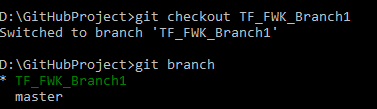 D:\GitHubProject>git checkout TF_FWK_Branch1
Switched to branch 'TF_FWK_Branch1'
D:\GitHubProject>git branch
* TF_FWK_Branch1
  master